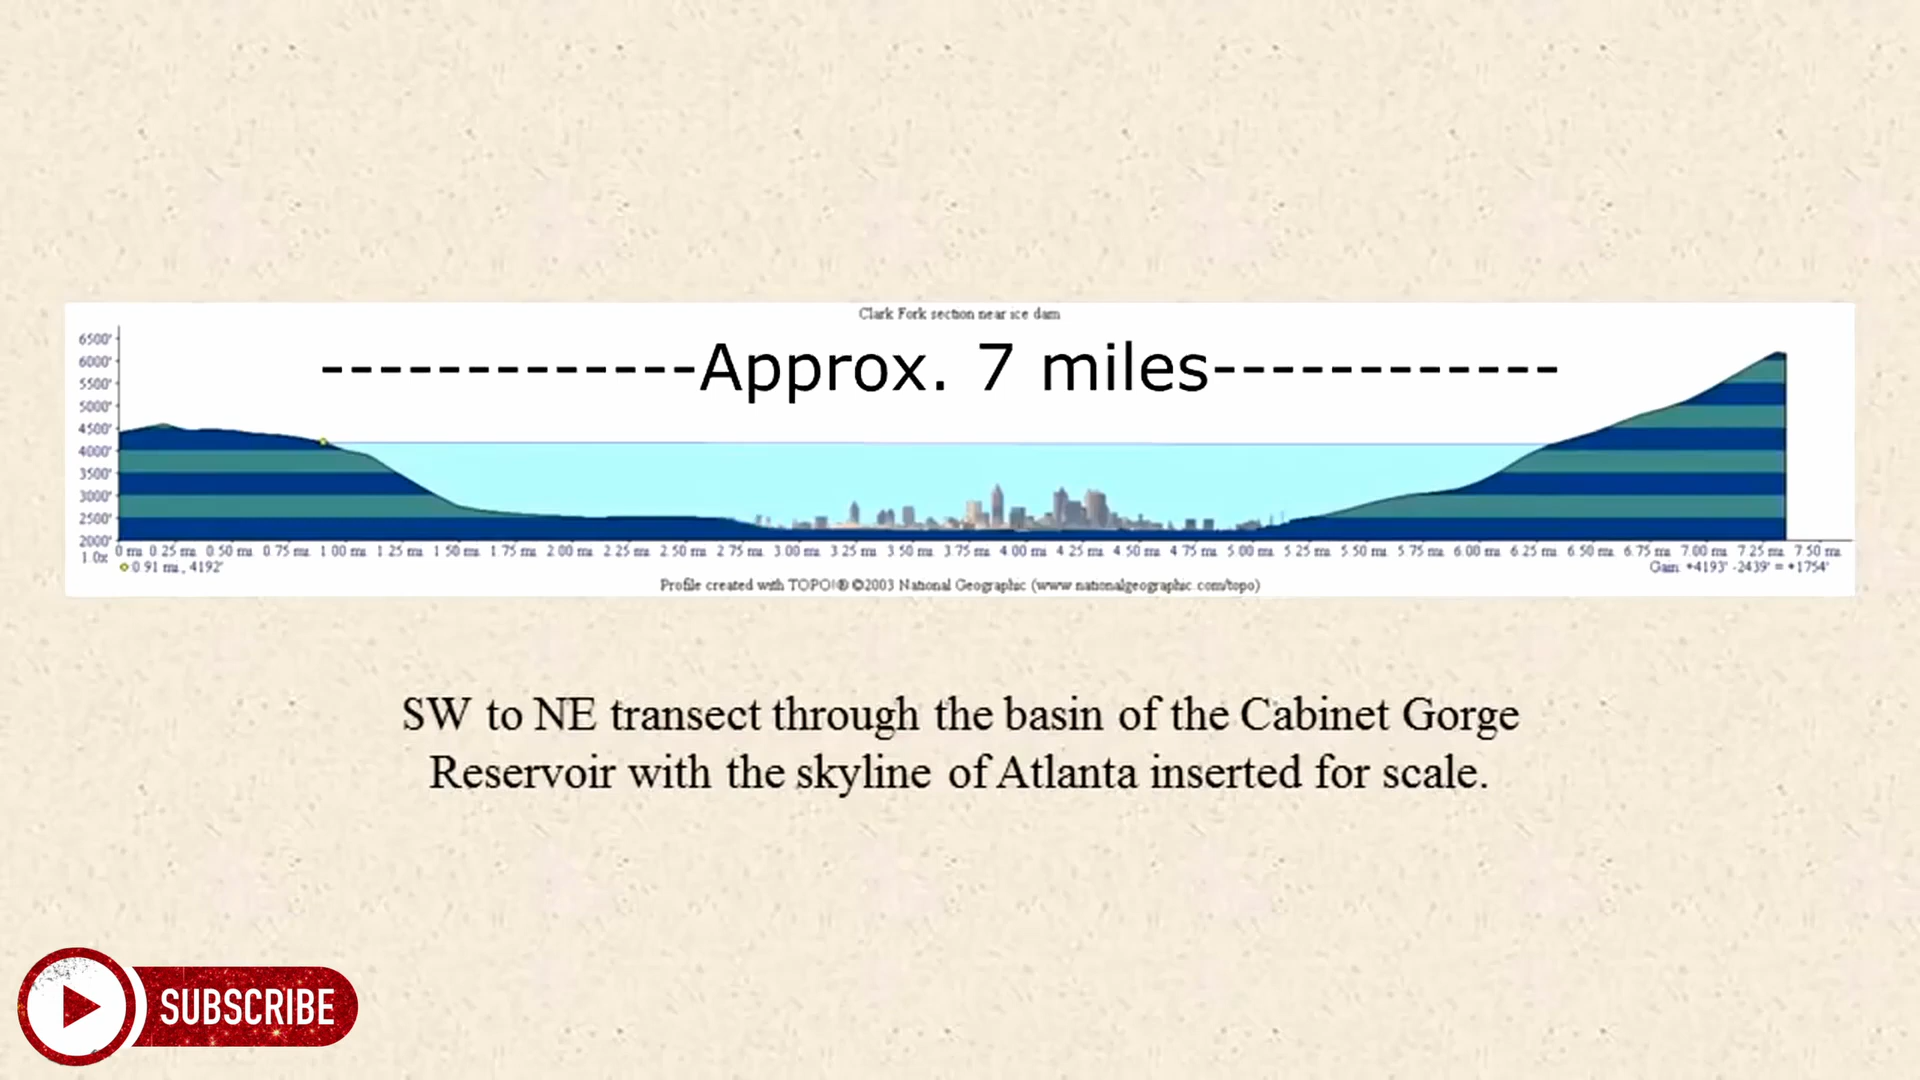 Clark Fork section near ice dam
-------------Approx. 7 miles------------
6500'
6000'
5500'
5000'
4500'
4000'
3500'
3000'
2500'
2000'
1.0x
0 mi 0.25 mi 0.50 mi 0.75 mi 1.00 mi 1.25 mi 1.50 mi 1.75 mi 2.00 mi 2.25 mi 2.50 mi 2.75 mi 3.00 mi 3.25 mi 3.50 mi 3.75 mi 4.00 mi 4.25 mi 4.50 mi 4.75 mi 5.00 mi 5.25 mi 5.50 mi 5.75 mi 6.00 mi 6.25 mi 6.50 mi 6.75 mi 7.00 mi 7.25 mi 7.50 mi
0.91 mi, 4192'
Gain: +4193' -2439' = +1754'
Profile created with TOPO!® ©2003 National Geographic (www.nationalgeographic.com/topo)
SW to NE transect through the basin of the Cabinet Gorge
Reservoir with the skyline of Atlanta inserted for scale.
SUBSCRIBE